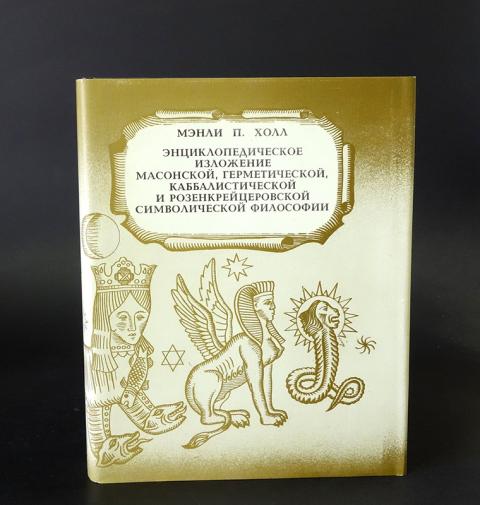 МЭНЛИ П. ХОЛЛ
ЭНЦИКЛОПЕДИЧЕСКОЕ
ИЗЛОЖЕНИЕ
МАСОНСКОЙ, ГЕРМЕТИЧЕСКОЙ,
КАББАЛИСТИЧЕСКОЙ
И РОЗЕНКРЕЙЦЕРОВСКОЙ
СИМВОЛИЧЕСКОЙ ФИЛОСОФИИ